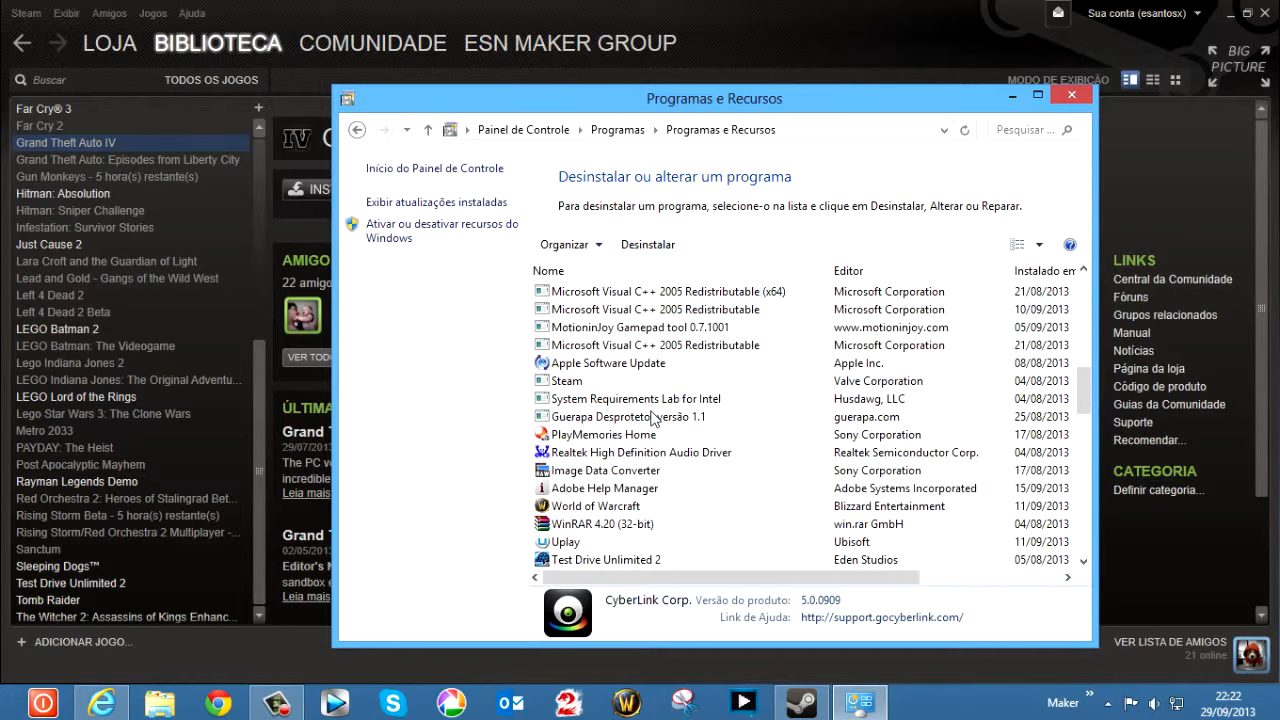 Steam Exibir Amigos Jogos Ajuda
Sua conta (esantosx)
LOJA BIBLIOTECA COMUNIDADE ESN MAKER GROUP
BIG PICTURE
Buscar TODOS OS JOGOS
MODO DE EXIBIÇÃO
Far Cry® 3
Far Cry 2
Grand Theft Auto IV
Grand Theft Auto: Episodes from Liberty City
Gun Monkeys - 5 hora(s) restante(s)
Hitman: Absolution
Hitman: Sniper Challenge
Infestation: Survivor Stories
Just Cause 2
Lara Croft and the Guardian of Light
Lead and Gold - Gangs of the Wild West
Left 4 Dead 2
Left 4 Dead 2 Beta
LEGO Batman 2
LEGO Batman: The Videogame
Lego Indiana Jones 2
LEGO Indiana Jones: The Original Adventu...
LEGO Lord of the Rings
Lego Star Wars 3: The Clone Wars
Metro 2033
PAYDAY: The Heist
Post Apocalyptic Mayhem
Rayman Legends Demo
Red Orchestra 2: Heroes of Stalingrad Bet...
Rising Storm Beta - 5 hora(s) restante(s)
Rising Storm/Red Orchestra 2 Multiplayer - ...
Sanctum
Sleeping Dogs™
Test Drive Unlimited 2
Tomb Raider
The Witcher 2: Assassins of Kings Enhanc...
ADICIONAR JOGO...
IV
INS
AMIGO
22 amigo
VER TODO
ÚLTIM
Grand T
29/07/2013
The PC v
incredible
Leia mais
Grand T
02/05/2013
Editor's N
sandbox e
Leia mais
Programas e Recursos
Painel de Controle Programas Programas e Recursos
Pesquisar ...
Início do Painel de Controle
Exibir atualizações instaladas
Ativar ou desativar recursos do
Windows
Desinstalar ou alterar um programa
Para desinstalar um programa, selecione-o na lista e clique em Desinstalar, Alterar ou Reparar.
Organizar Desinstalar
Nome Editor Instalado em
Microsoft Visual C++ 2005 Redistributable (x64) Microsoft Corporation 21/08/2013
Microsoft Visual C++ 2005 Redistributable Microsoft Corporation 10/09/2013
MotioninJoy Gamepad tool 0.7.1001 www.motioninjoy.com 05/09/2013
Microsoft Visual C++ 2005 Redistributable Microsoft Corporation 21/08/2013
Apple Software Update Apple Inc. 08/08/2013
Steam Valve Corporation 04/08/2013
System Requirements Lab for Intel Husdawg, LLC 04/08/2013
Guerapa Desprotetor versão 1.1 guerapa.com 25/08/2013
PlayMemories Home Sony Corporation 17/08/2013
Realtek High Definition Audio Driver Realtek Semiconductor Corp. 04/08/2013
Image Data Converter Sony Corporation 17/08/2013
Adobe Help Manager Adobe Systems Incorporated 15/09/2013
World of Warcraft Blizzard Entertainment 11/09/2013
WinRAR 4.20 (32-bit) win.rar GmbH 04/08/2013
Uplay Ubisoft 11/09/2013
Test Drive Unlimited 2 Eden Studios 05/08/2013
CyberLink Corp. Versão do produto: 5.0.0909
Link de Ajuda: http://support.gocyberlink.com/
LINKS
Central da Comunidade
Fóruns
Grupos relacionados
Manual
Notícias
Página da loja
Código de produto
Guias da Comunidade
Suporte
Recomendar...
CATEGORIA
Definir categoria...
VER LISTA DE AMIGOS
21 online
Maker
22:22
29/09/2013